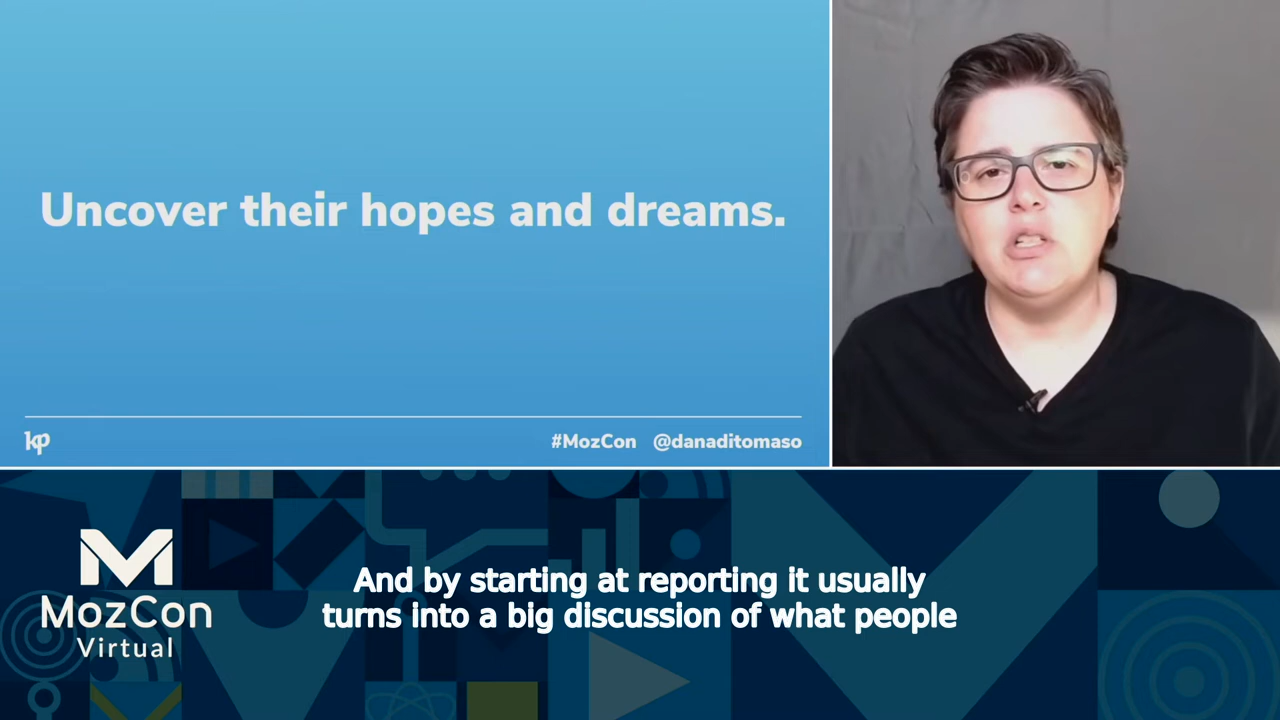 Uncover their hopes and dreams.
kp
#MozCon @danaditomaso
MozCon
Virtual
And by starting at reporting it usually
turns into a big discussion of what people